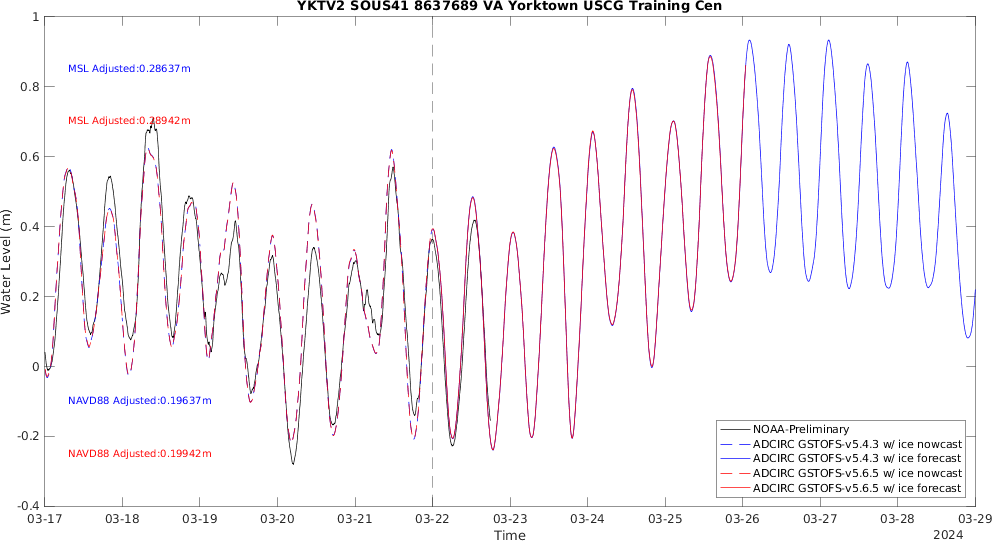 YKTV2 SOUS41 8637689 VA Yorktown USCG Training Cen
1
0.8
0.6
0.4
0.2
0
-0.2
-0.4
Water Level (m)
MSL Adjusted:0.28637m
MSL Adjusted:0.28942m
NAVD88 Adjusted:0.19637m
NAVD88 Adjusted:0.19942m
NOAA-Preliminary
ADCIRC GSTOFS-v5.4.3 w/ ice nowcast
ADCIRC GSTOFS-v5.4.3 w/ ice forecast
ADCIRC GSTOFS-v5.6.5 w/ ice nowcast
ADCIRC GSTOFS-v5.6.5 w/ ice forecast
03-17 03-18 03-19 03-20 03-21 03-22 03-23 03-24 03-25 03-26 03-27 03-28 03-29
Time
2024